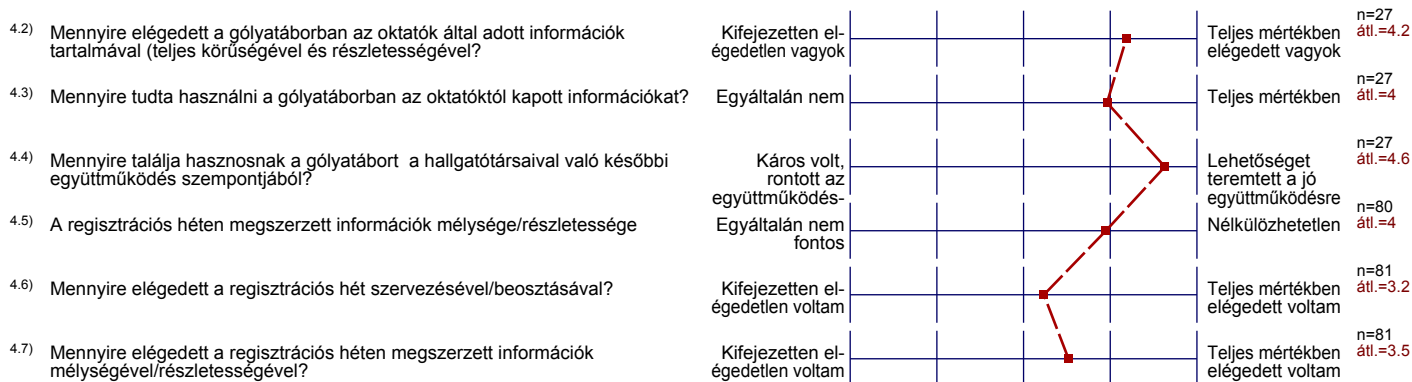 4.2) Mennyire elégedett a gólyatáborban az oktatók által adott információk
tartalmával (teljes körűségével és részletességével?
Kifejezetten el-
égedetlen vagyok
Teljes mértékben
elégedett vagyok
n=27
átl.=4.2
4.3) Mennyire tudta használni a gólyatáborban az oktatóktól kapott információkat?
Egyáltalán nem
Teljes mértékben
n=27
átl.=4
4.4) Mennyire találja hasznosnak a gólyatábort a hallgatótársaival való későbbi
együttműködés szempontjából?
Káros volt,
rontott az
együttműködés-
Lehetőséget
teremtett a jó
együttműködésre
n=27
átl.=4.6
4.5) A regisztrációs héten megszerzett információk mélysége/részletessége
Egyáltalán nem
fontos
Nélkülözhetetlen
n=80
átl.=4
4.6) Mennyire elégedett a regisztrációs hét szervezésével/beosztásával?
Kifejezetten el-
égedetlen voltam
Teljes mértékben
elégedett voltam
n=81
átl.=3.2
4.7) Mennyire elégedett a regisztrációs héten megszerzett információk
mélységével/részletességével?
Kifejezetten el-
égedetlen voltam
Teljes mértékben
elégedett voltam
n=81
átl.=3.5